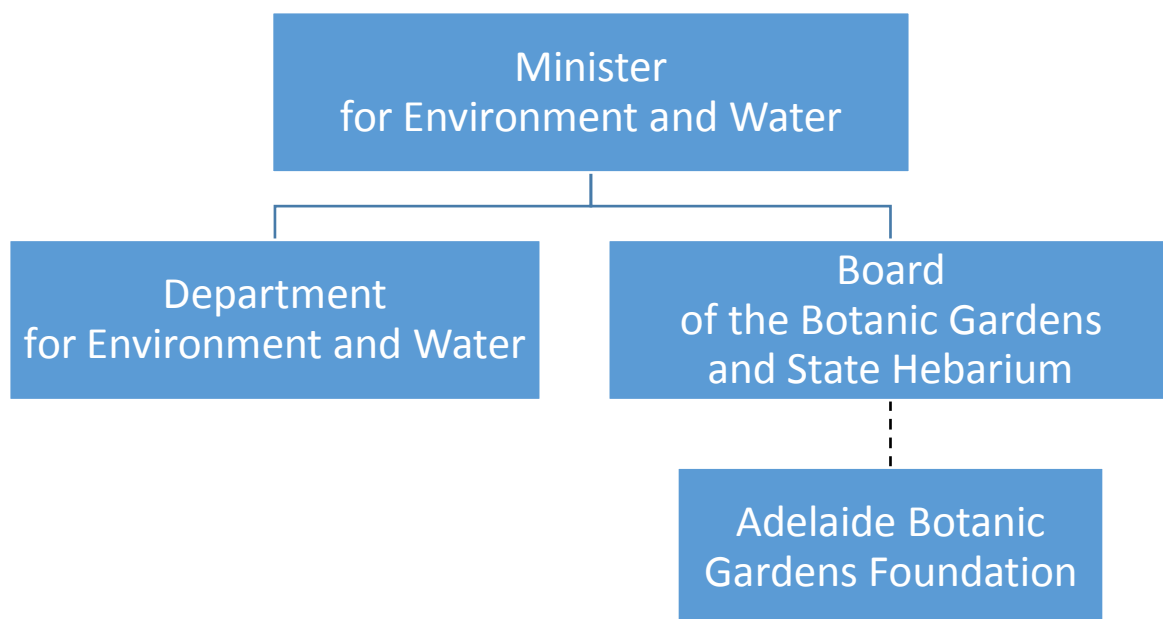 Minister
for Environment and Water
Department
for Environment and Water
Board
of the Botanic Gardens
and State Hebarium
Adelaide Botanic
Gardens Foundation